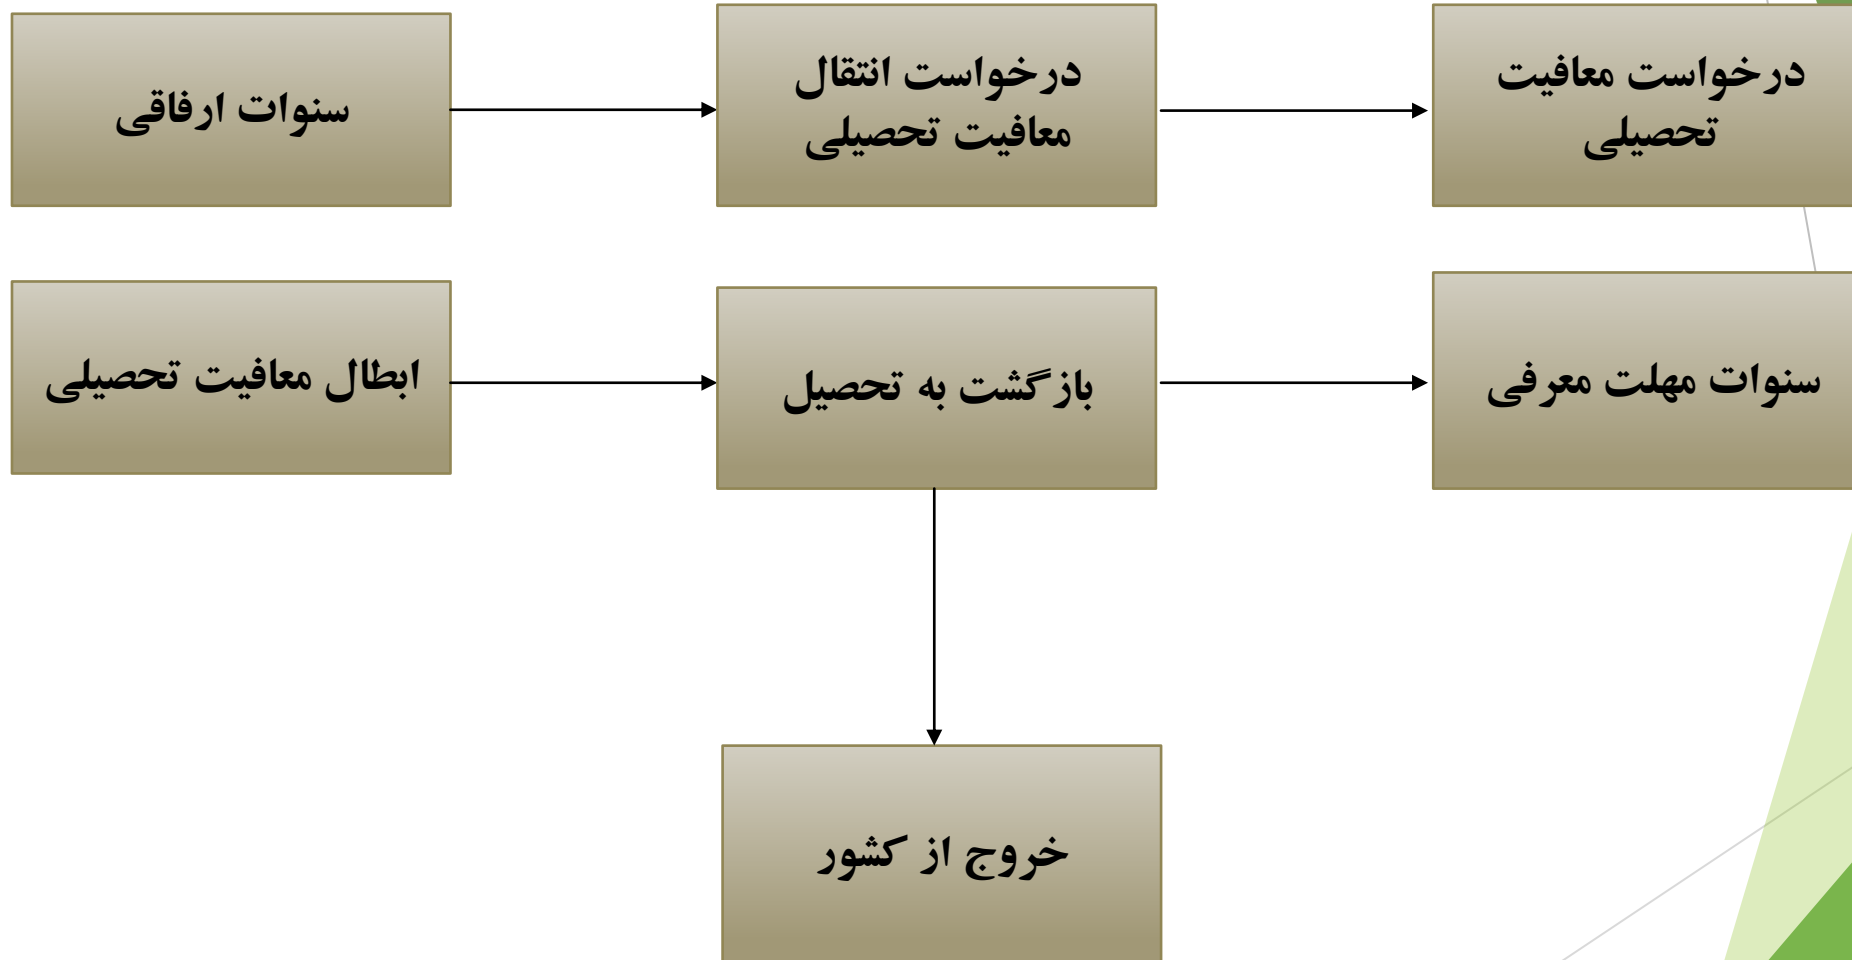 درخواست معافیت
تحصیلی
درخواست انتقال
معافیت تحصیلی
سنوات ارفاقی
سنوات مهلت معرفی
بازگشت به تحصیل
ابطال معافیت تحصیلی
خروج از کشور